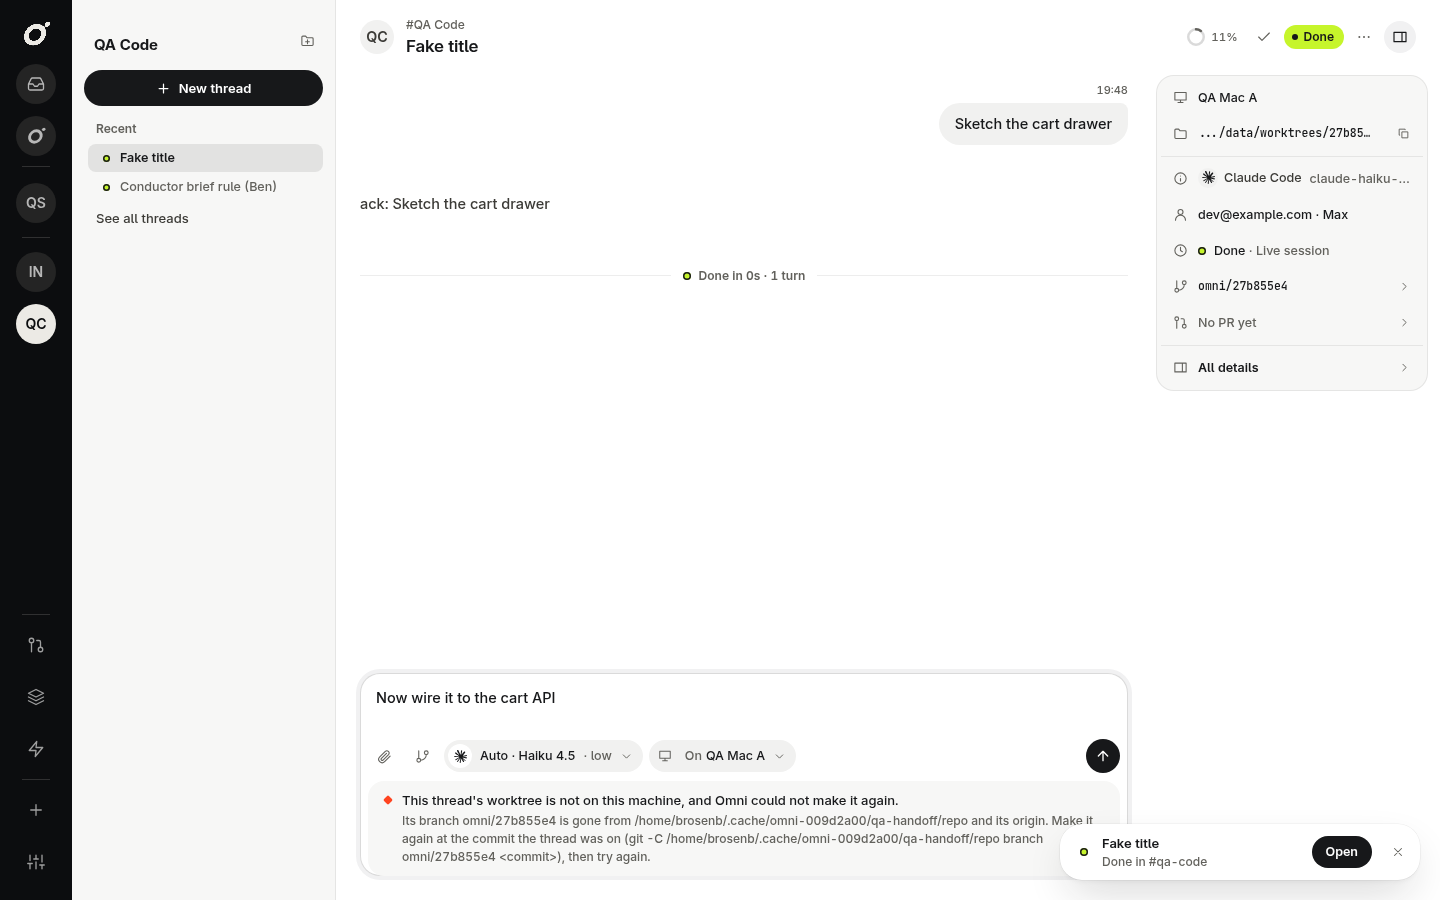 QA Code
New thread
Recent
Fake title
Conductor brief rule (Ben)
See all threads
QS
IN
QC
QC
#QA Code
Fake title
11%
Done
19:48
Sketch the cart drawer
ack: Sketch the cart drawer
Done in 0s · 1 turn
QA Mac A
.../data/worktrees/27b85…
Claude Code claude-haiku-...
dev@example.com · Max
Done · Live session
omni/27b855e4
No PR yet
All details
Now wire it to the cart API
Auto · Haiku 4.5 · low
On QA Mac A
This thread's worktree is not on this machine, and Omni could not make it again.
Its branch omni/27b855e4 is gone from /home/brosenb/.cache/omni-009d2a00/qa-handoff/repo and its origin. Make it
again at the commit the thread was on (git -C /home/brosenb/.cache/omni-009d2a00/qa-handoff/repo branch
omni/27b855e4 <commit>), then try again.
Fake title
Done in #qa-code
Open